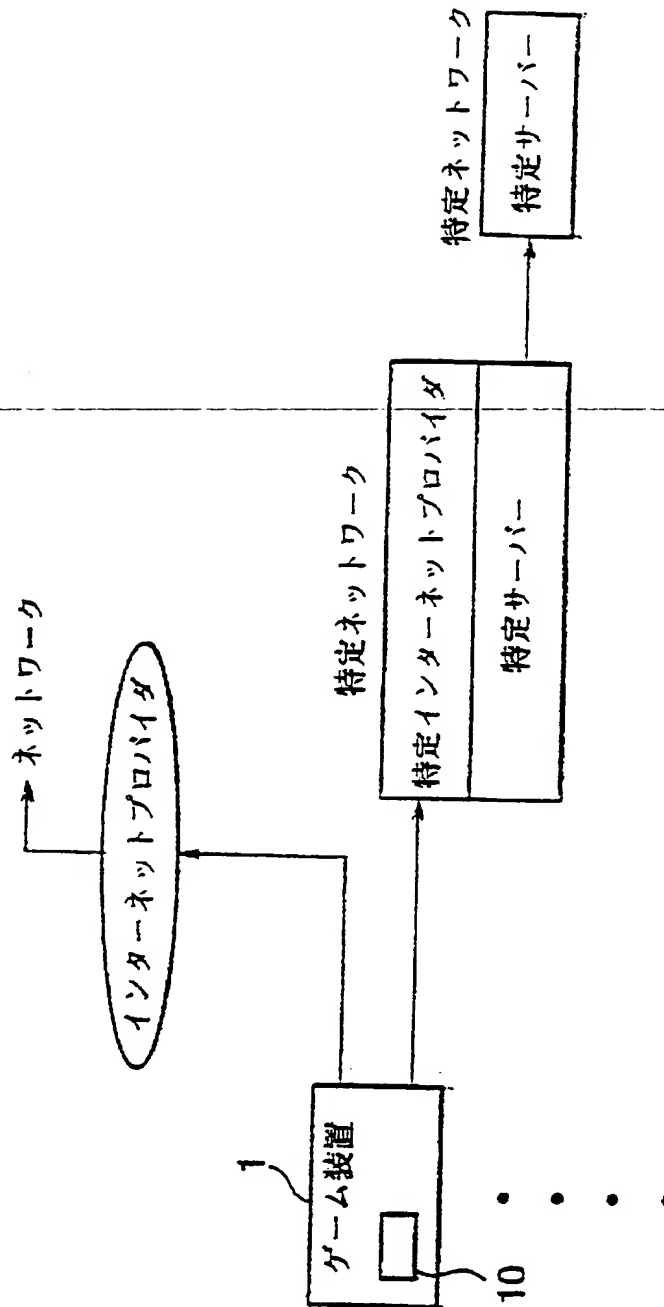 ネットワーク
インターネットプロバイダ
1
ゲーム装置
10
特定ネットワーク
特定インターネットプロバイダ
特定サーバー
特定ネットワーク
特定サーバー